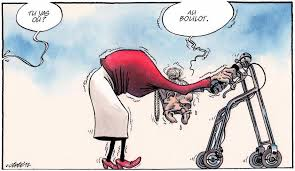 TU VAS
OÙ ?
AU
BOULOT.